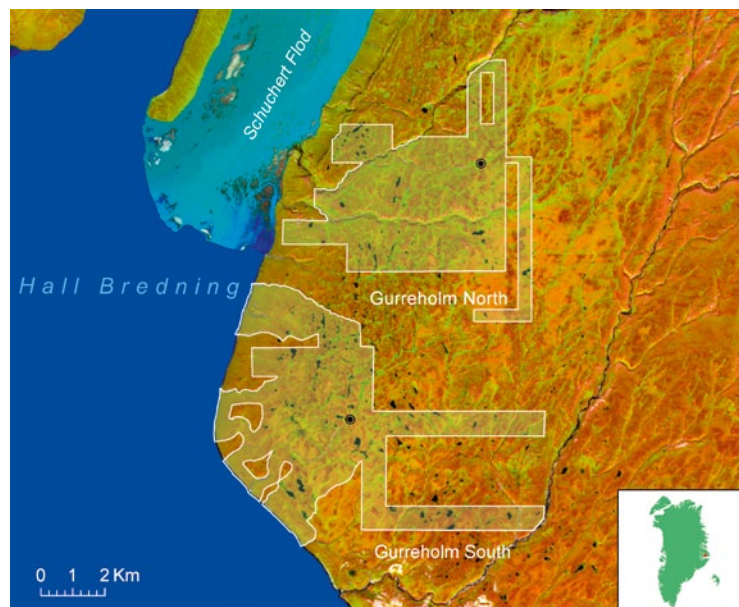 Schuchert Flod
Hall Bredning
Gurreholm North
Gurreholm South
0 1 2 Km